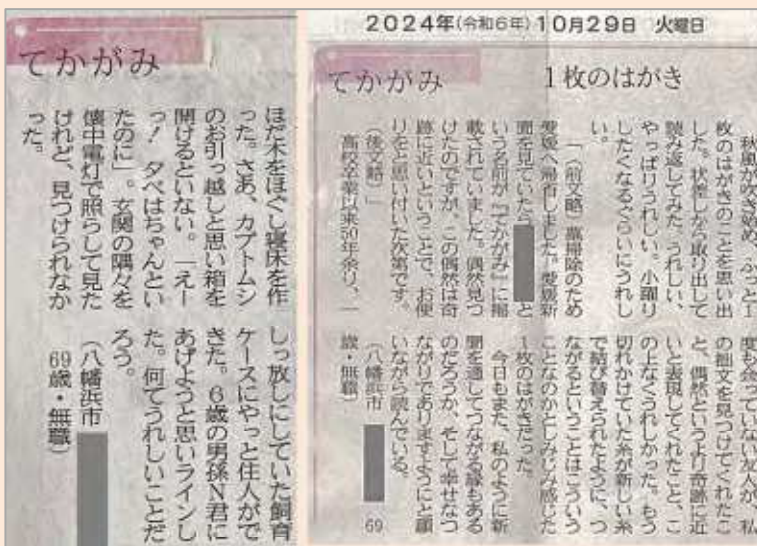 てかがみ
ほだ木をほぐし寝床を作
った。さあ、カブトムシ
のお引っ越しと思い箱を
開けるといない。「えー
っ！ 夕べはちゃんとい
たのに」。玄関の隅々を
懐中電灯で照らして見た
けれど、見つけられなか
った。
しっ放しにしていた飼育
ケースにやっと住人がで
きた。6歳の男孫N君に
あげようと思いラインし
た。何てうれしいことだ
ろう。
(八幡浜市
69歳・無職)
2024年(令和6年)10月29日 火曜日
てかがみ
1枚のはがき
秋風が吹き始め、ふっと1
枚のはがきのことを思い出
した。状差しから取り出して
読み返してみた。うれしい、
やっぱりうれしい。小躍り
したくなるぐらいにうれし
い。
「(前文略)墓掃除のため
愛媛へ帰省しました。愛媛新
聞を見ていたら
と
いう名前が『てかがみ』に掲
載されていました。偶然見つ
けたのですが、この偶然は奇
跡に近いということで、お便
りをと思い付いた次第です。
(後文略)」
高校卒業以来50年余り、一
度も会っていない友人が、私
の拙文を見つけてくれたこ
と、偶然というより奇跡に近
いと表現してくれたこと、こ
の上なくうれしかった。もう
切れかけていた糸が新しい糸
で結び替えられたように、つ
ながるということはこういう
ことなのかとしみじみ感じた
1枚のはがきだった。
今日もまた、私のように新
聞を通してつながる縁もある
のだろうか、そして幸せなつ
ながりでありますようにと願
いながら読んでいる。
(八幡浜市
69
歳・無職)